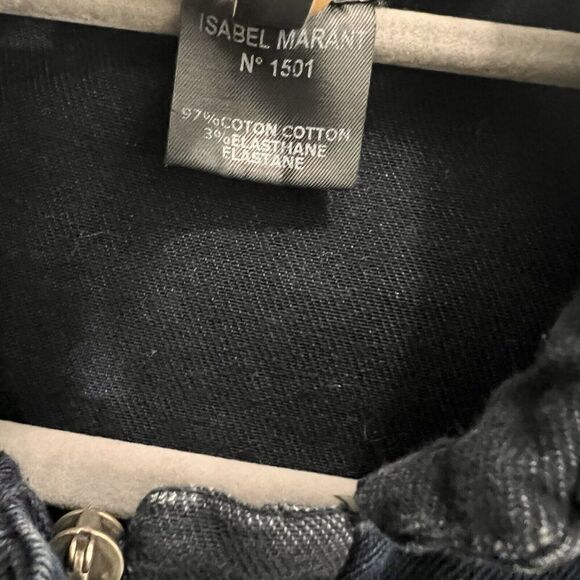 ISABEL MARANT
N° 1501
97%COTON COTTON
3%ELASTHANE
ELASTANE